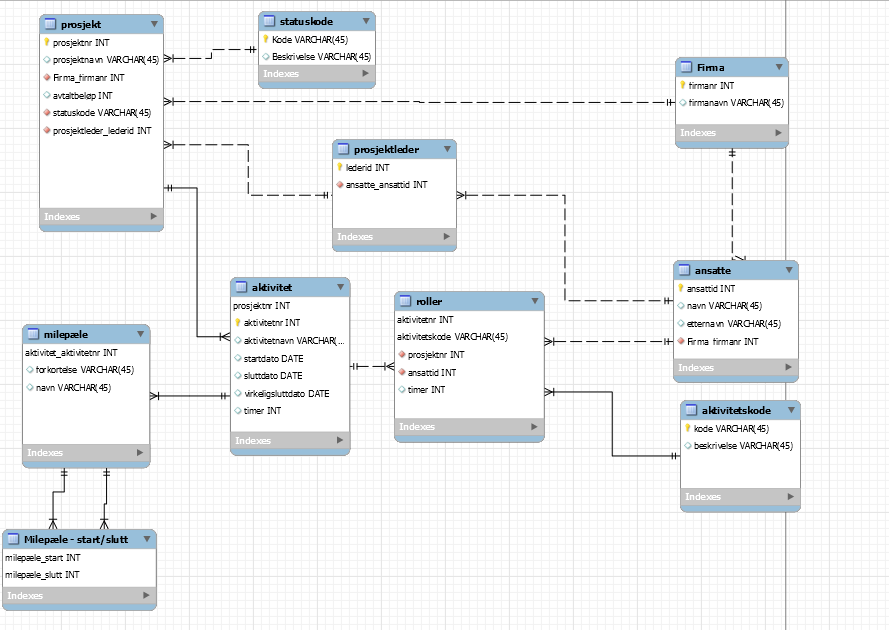 prosjekt
prosjektnr INT
prosjektnavn VARCHAR(45)
Firma_firmanr INT
avtaltbeløp INT
statuskode VARCHAR(45)
prosjektleder_lederid INT
Indexes
statuskode
Kode VARCHAR(45)
Beskrivelse VARCHAR(45)
Indexes
Firma
firmanr INT
firmanavn VARCHAR(45)
Indexes
prosjektleder
lederid INT
ansatte_ansattid INT
Indexes
ansatte
ansattid INT
navn VARCHAR(45)
etternavn VARCHAR(45)
Firma firmanr INT
Indexes
aktivitet
prosjektnr INT
aktivitetnr INT
aktivitetnavn VARCHAR(...
startdato DATE
sluttdato DATE
virkeligsluttdato DATE
timer INT
Indexes
roller
aktivitetnr INT
aktivitetskode VARCHAR(45)
prosjektnr INT
ansattid INT
timer INT
Indexes
milepæle
aktivitet_aktivitetnr INT
forkortelse VARCHAR(45)
navn VARCHAR(45)
Indexes
aktivitetskode
kode VARCHAR(45)
beskrivelse VARCHAR(45)
Indexes
Milepæle - start/slutt
milepæle_start INT
milepæle_slutt INT
Indexes